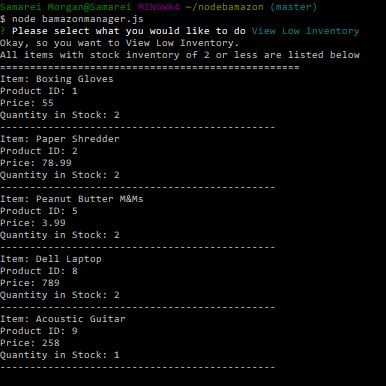 Samarei Morgan@Samarei MINGW64 ~/nodebamazon (master)
$ node bamazonmanager.js
? Please select what you would like to do View Low Inventory
Okay, so you want to View Low Inventory.
All items with stock inventory of 2 or less are listed below
==================================================
Item: Boxing Gloves
Product ID: 1
Price: 55
Quantity in Stock: 2
----------------------------------------------
Item: Paper Shredder
Product ID: 2
Price: 78.99
Quantity in Stock: 2
----------------------------------------------
Item: Peanut Butter M&Ms
Product ID: 5
Price: 3.99
Quantity in Stock: 2
----------------------------------------------
Item: Dell Laptop
Product ID: 8
Price: 789
Quantity in Stock: 2
----------------------------------------------
Item: Acoustic Guitar
Product ID: 9
Price: 258
Quantity in Stock: 1
----------------------------------------------